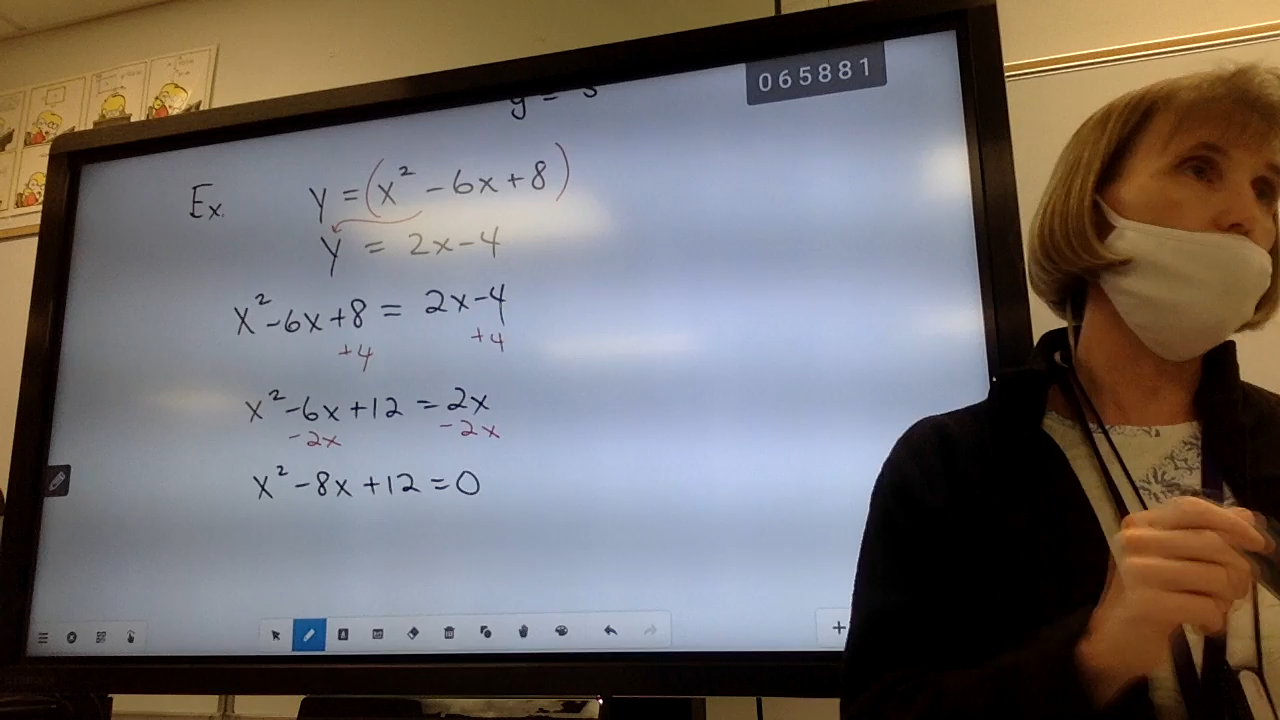 065881
y = 3
Ex. y = (x² - 6x + 8)
y = 2x - 4
x² - 6x + 8 = 2x - 4
+4 +4
x² - 6x + 12 = 2x
-2x -2x
x² - 8x + 12 = 0